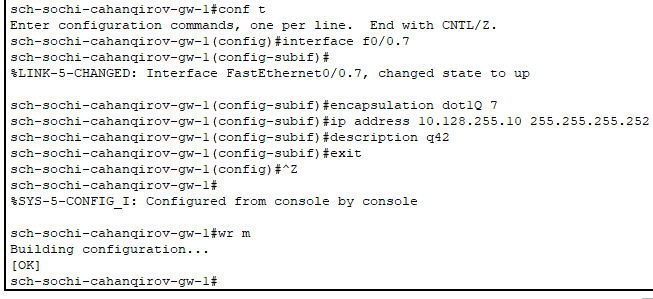 sch-sochi-cahanqirov-gw-1#conf t
Enter configuration commands, one per line.  End with CNTL/Z.
sch-sochi-cahanqirov-gw-1(config)#interface f0/0.7
sch-sochi-cahanqirov-gw-1(config-subif)#
%LINK-5-CHANGED: Interface FastEthernet0/0.7, changed state to up

sch-sochi-cahanqirov-gw-1(config-subif)#encapsulation dot1Q 7
sch-sochi-cahanqirov-gw-1(config-subif)#ip address 10.128.255.10 255.255.255.252
sch-sochi-cahanqirov-gw-1(config-subif)#description q42
sch-sochi-cahanqirov-gw-1(config-subif)#exit
sch-sochi-cahanqirov-gw-1(config)#^Z
sch-sochi-cahanqirov-gw-1#
%SYS-5-CONFIG_I: Configured from console by console

sch-sochi-cahanqirov-gw-1#wr m
Building configuration...
[OK]
sch-sochi-cahanqirov-gw-1#